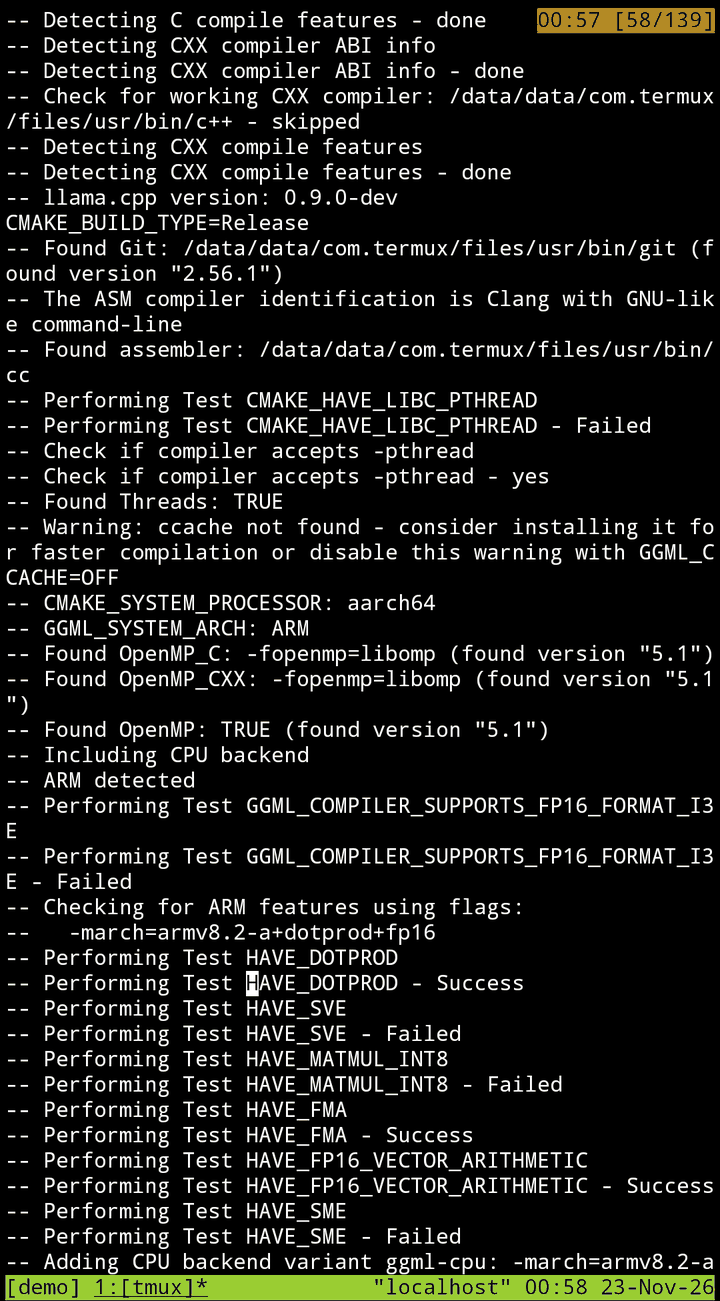 -- Detecting C compile features - done 00:57 [58/139]
-- Detecting CXX compiler ABI info
-- Detecting CXX compiler ABI info - done
-- Check for working CXX compiler: /data/data/com.termux
/files/usr/bin/c++ - skipped
-- Detecting CXX compile features
-- Detecting CXX compile features - done
-- llama.cpp version: 0.9.0-dev
CMAKE_BUILD_TYPE=Release
-- Found Git: /data/data/com.termux/files/usr/bin/git (f
ound version "2.56.1")
-- The ASM compiler identification is Clang with GNU-lik
e command-line
-- Found assembler: /data/data/com.termux/files/usr/bin/
cc
-- Performing Test CMAKE_HAVE_LIBC_PTHREAD
-- Performing Test CMAKE_HAVE_LIBC_PTHREAD - Failed
-- Check if compiler accepts -pthread
-- Check if compiler accepts -pthread - yes
-- Found Threads: TRUE
-- Warning: ccache not found - consider installing it fo
r faster compilation or disable this warning with GGML_C
CACHE=OFF
-- CMAKE_SYSTEM_PROCESSOR: aarch64
-- GGML_SYSTEM_ARCH: ARM
-- Found OpenMP_C: -fopenmp=libomp (found version "5.1")
-- Found OpenMP_CXX: -fopenmp=libomp (found version "5.1
")
-- Found OpenMP: TRUE (found version "5.1")
-- Including CPU backend
-- ARM detected
-- Performing Test GGML_COMPILER_SUPPORTS_FP16_FORMAT_I3
E
-- Performing Test GGML_COMPILER_SUPPORTS_FP16_FORMAT_I3
E - Failed
-- Checking for ARM features using flags:
--   -march=armv8.2-a+dotprod+fp16
-- Performing Test HAVE_DOTPROD
-- Performing Test HAVE_DOTPROD - Success
-- Performing Test HAVE_SVE
-- Performing Test HAVE_SVE - Failed
-- Performing Test HAVE_MATMUL_INT8
-- Performing Test HAVE_MATMUL_INT8 - Failed
-- Performing Test HAVE_FMA
-- Performing Test HAVE_FMA - Success
-- Performing Test HAVE_FP16_VECTOR_ARITHMETIC
-- Performing Test HAVE_FP16_VECTOR_ARITHMETIC - Success
-- Performing Test HAVE_SME
-- Performing Test HAVE_SME - Failed
-- Adding CPU backend variant ggml-cpu: -march=armv8.2-a
[demo] 1:[tmux]* "localhost" 00:58 23-Nov-26